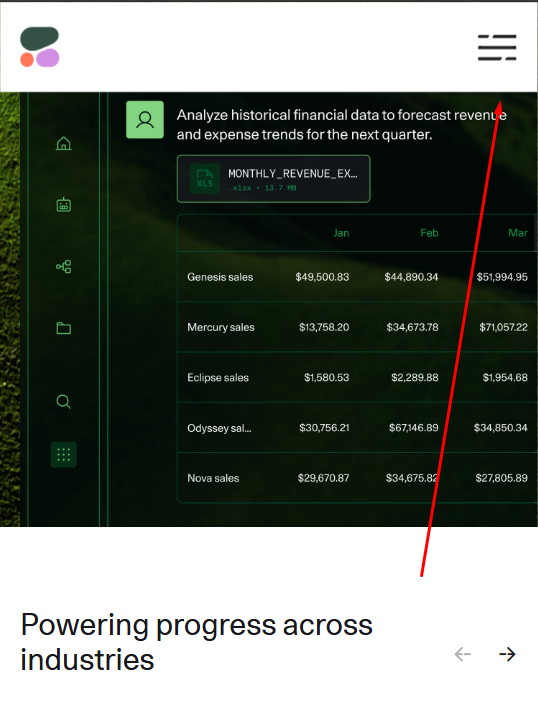 Analyze historical financial data to forecast revenue
and expense trends for the next quarter.
XLS
MONTHLY_REVENUE_EX…
.xlsx • 13.7 MB
Jan Feb Mar
Genesis sales $49,500.83 $44,890.34 $51,994.95
Mercury sales $13,758.20 $34,673.78 $71,057.22
Eclipse sales $1,580.53 $2,289.88 $1,954.68
Odyssey sal... $30,756.21 $67,146.89 $34,850.34
Nova sales $29,670.87 $34,675.82 $27,805.89
Powering progress across
industries